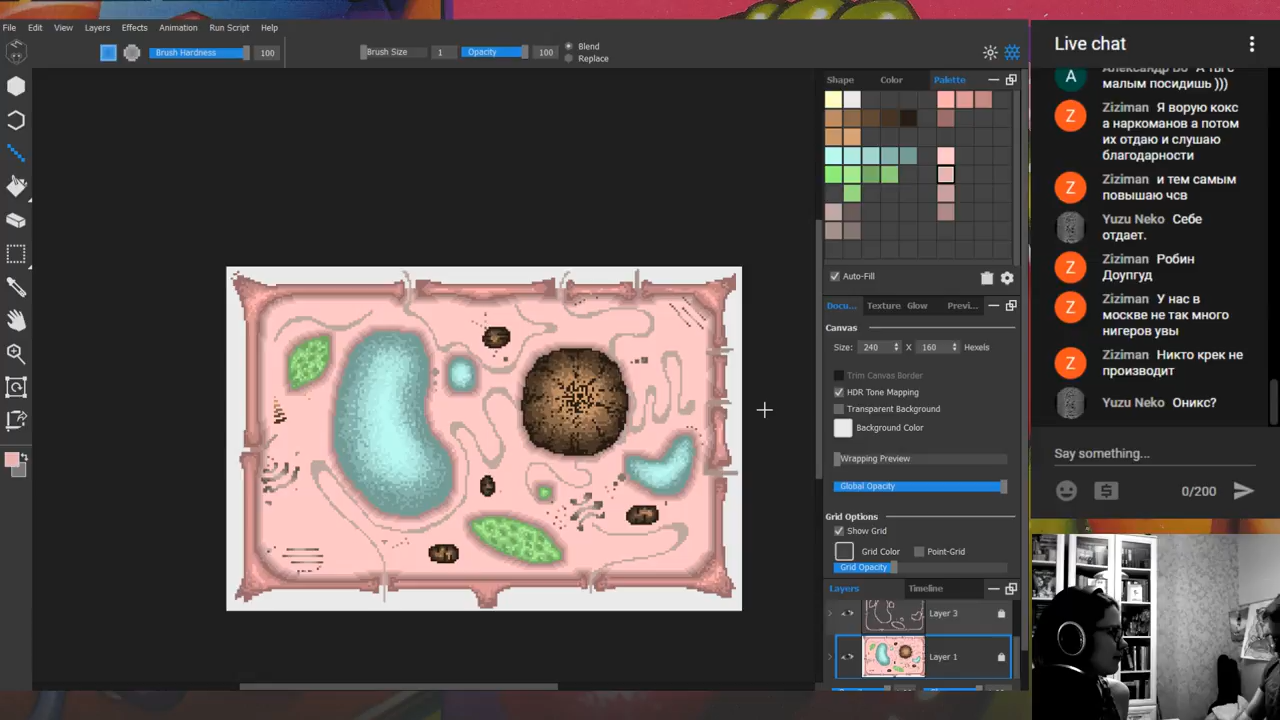 File Edit View Layers Effects Animation Run Script Help
Brush Hardness 100 Brush Size 1 Opacity 100 Blend
Replace
Shape Color Palette
Auto-Fill
Docu... Texture Glow Previ...
Canvas
Size: 240 X 160 Hexels
Trim Canvas Border
HDR Tone Mapping
Transparent Background
Background Color
Wrapping Preview
Global Opacity
Grid Options
Show Grid
Grid Color Point-Grid
Grid Opacity
Layers Timeline
Layer 3
Layer 1
Live chat
малым посидишь )))
Ziziman Я ворую кокс
а наркоманов а потом
их отдаю и слушаю
благодарности
Ziziman и тем самым
повышаю чсв
Yuzu Neko Себе
отдает.
Ziziman Робин
Доупгуд
Ziziman У нас в
москве не так много
нигеров увы
Ziziman Никто крек не
производит
Yuzu Neko Оникс?
Say something...
0/200